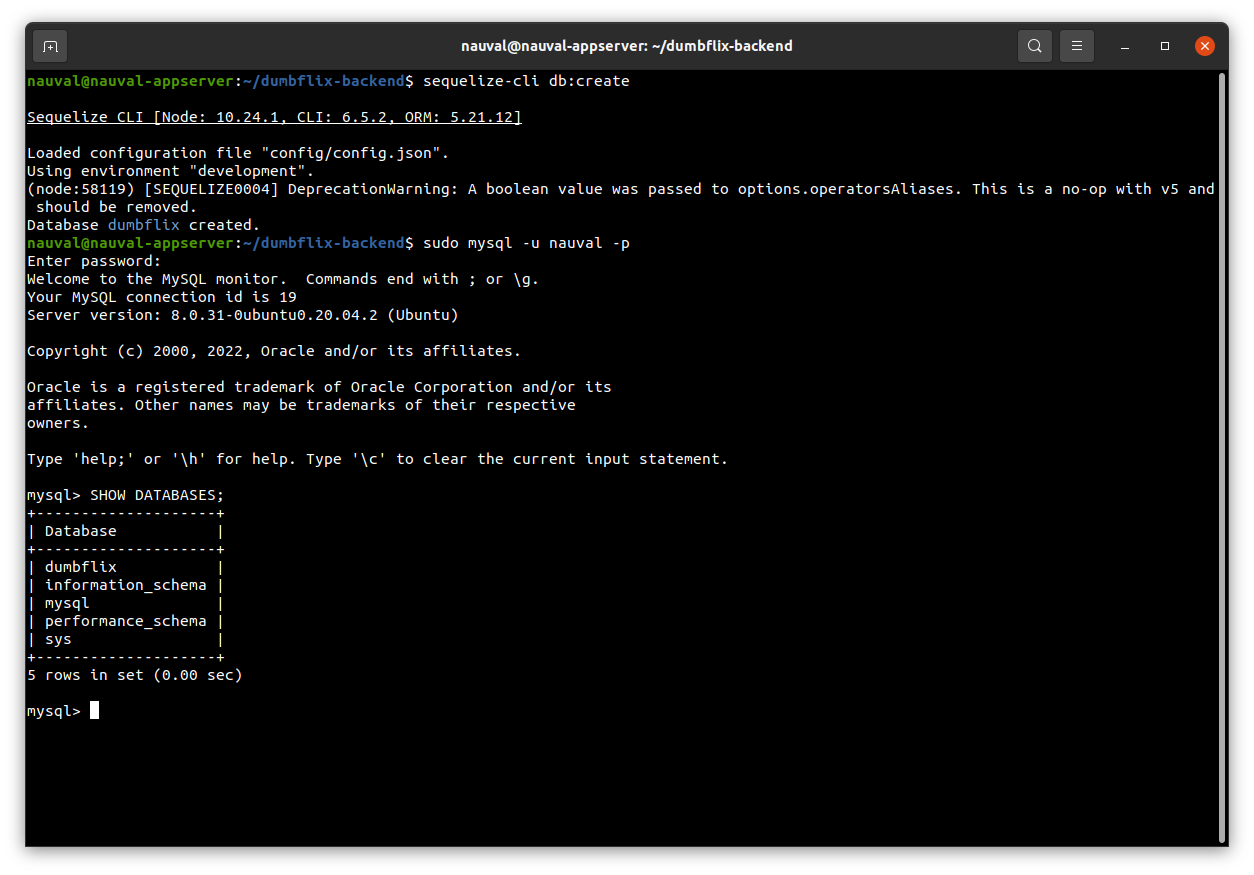 nauval@nauval-appserver: ~/dumbflix-backend
nauval@nauval-appserver:~/dumbflix-backend$ sequelize-cli db:create
Sequelize CLI [Node: 10.24.1, CLI: 6.5.2, ORM: 5.21.12]
Loaded configuration file "config/config.json".
Using environment "development".
(node:58119) [SEQUELIZE0004] DeprecationWarning: A boolean value was passed to options.operatorsAliases. This is a no-op with v5 and
 should be removed.
Database dumbflix created.
nauval@nauval-appserver:~/dumbflix-backend$ sudo mysql -u nauval -p
Enter password:
Welcome to the MySQL monitor.  Commands end with ; or \g.
Your MySQL connection id is 19
Server version: 8.0.31-0ubuntu0.20.04.2 (Ubuntu)
Copyright (c) 2000, 2022, Oracle and/or its affiliates.
Oracle is a registered trademark of Oracle Corporation and/or its
affiliates. Other names may be trademarks of their respective
owners.
Type 'help;' or '\h' for help. Type '\c' to clear the current input statement.
mysql> SHOW DATABASES;
+--------------------+
| Database           |
+--------------------+
| dumbflix           |
| information_schema |
| mysql              |
| performance_schema |
| sys                |
+--------------------+
5 rows in set (0.00 sec)
mysql>